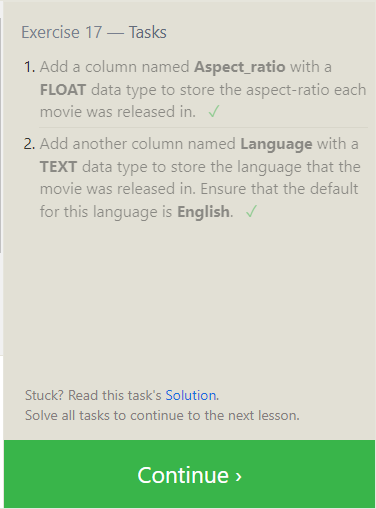 Exercise 17 — Tasks
1. Add a column named Aspect_ratio with a
FLOAT data type to store the aspect-ratio each
movie was released in. ✓
2. Add another column named Language with a
TEXT data type to store the language that the
movie was released in. Ensure that the default
for this language is English. ✓
Stuck? Read this task's Solution.
Solve all tasks to continue to the next lesson.
Continue ›